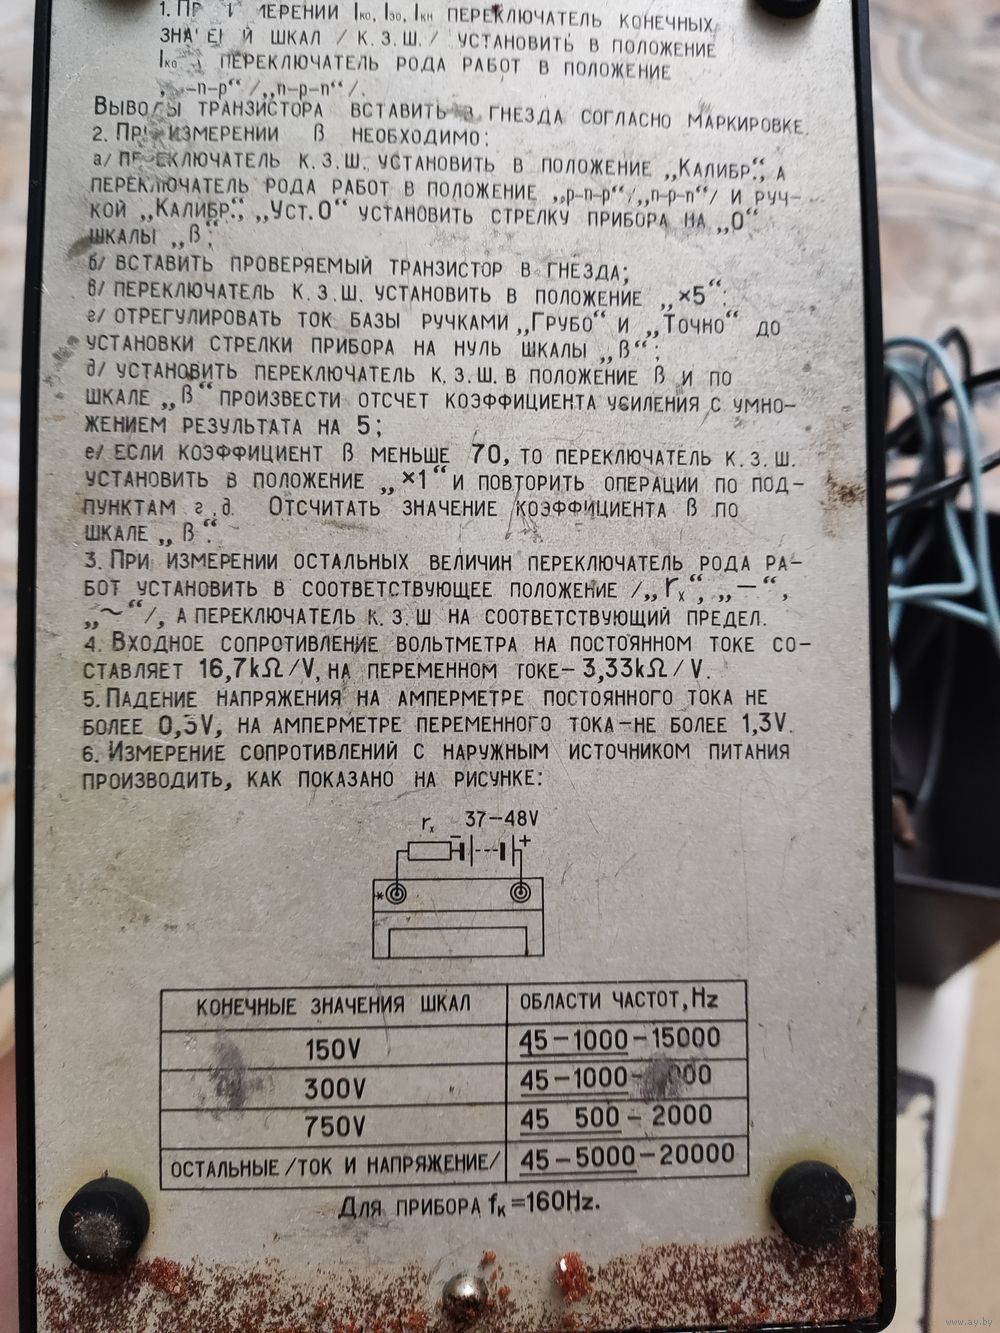 1. ПРИ ИЗМЕРЕНИИ Iко, Iэо, Iкн ПЕРЕКЛЮЧАТЕЛЬ КОНЕЧНЫХ
ЗНАЧЕНИЙ ШКАЛ /К.З.Ш./ УСТАНОВИТЬ В ПОЛОЖЕНИЕ
Iко ПЕРЕКЛЮЧАТЕЛЬ РОДА РАБОТ В ПОЛОЖЕНИЕ
„p-n-p“/„n-p-n“/.
ВЫВОДЫ ТРАНЗИСТОРА ВСТАВИТЬ В ГНЕЗДА СОГЛАСНО МАРКИРОВКЕ.
2. ПРИ ИЗМЕРЕНИИ β НЕОБХОДИМО:
а/ ПЕРЕКЛЮЧАТЕЛЬ К.З.Ш. УСТАНОВИТЬ В ПОЛОЖЕНИЕ „КАЛИБР.“, А
ПЕРЕКЛЮЧАТЕЛЬ РОДА РАБОТ В ПОЛОЖЕНИЕ „p-n-p“/„n-p-n“/ И РУЧ-
КОЙ „КАЛИБР.“, „УСТ.0“ УСТАНОВИТЬ СТРЕЛКУ ПРИБОРА НА „0“
ШКАЛЫ „β“;
б/ ВСТАВИТЬ ПРОВЕРЯЕМЫЙ ТРАНЗИСТОР В ГНЕЗДА;
в/ ПЕРЕКЛЮЧАТЕЛЬ К.З.Ш. УСТАНОВИТЬ В ПОЛОЖЕНИЕ „×5“;
г/ ОТРЕГУЛИРОВАТЬ ТОК БАЗЫ РУЧКАМИ „ГРУБО“ И „ТОЧНО“ ДО
УСТАНОВКИ СТРЕЛКИ ПРИБОРА НА НУЛЬ ШКАЛЫ „β“;
д/ УСТАНОВИТЬ ПЕРЕКЛЮЧАТЕЛЬ К.З.Ш. В ПОЛОЖЕНИЕ β И ПО
ШКАЛЕ „β“ ПРОИЗВЕСТИ ОТСЧЕТ КОЭФФИЦИЕНТА УСИЛЕНИЯ С УМНО-
ЖЕНИЕМ РЕЗУЛЬТАТА НА 5;
е/ ЕСЛИ КОЭФФИЦИЕНТ β МЕНЬШЕ 70, ТО ПЕРЕКЛЮЧАТЕЛЬ К.З.Ш.
УСТАНОВИТЬ В ПОЛОЖЕНИЕ „×1“ И ПОВТОРИТЬ ОПЕРАЦИИ ПО ПОД-
ПУНКТАМ г,д. ОТСЧИТАТЬ ЗНАЧЕНИЕ КОЭФФИЦИЕНТА β ПО
ШКАЛЕ „β“.
3. ПРИ ИЗМЕРЕНИИ ОСТАЛЬНЫХ ВЕЛИЧИН ПЕРЕКЛЮЧАТЕЛЬ РОДА РА-
БОТ УСТАНОВИТЬ В СООТВЕТСТВУЮЩЕЕ ПОЛОЖЕНИЕ /„rx“, „—“,
„~“/, А ПЕРЕКЛЮЧАТЕЛЬ К.З.Ш НА СООТВЕТСТВУЮЩИЙ ПРЕДЕЛ.
4. ВХОДНОЕ СОПРОТИВЛЕНИЕ ВОЛЬТМЕТРА НА ПОСТОЯННОМ ТОКЕ СО-
СТАВЛЯЕТ 16,7kΩ/V, НА ПЕРЕМЕННОМ ТОКЕ– 3,33kΩ/V.
5. ПАДЕНИЕ НАПРЯЖЕНИЯ НА АМПЕРМЕТРЕ ПОСТОЯННОГО ТОКА НЕ
БОЛЕЕ 0,5V, НА АМПЕРМЕТРЕ ПЕРЕМЕННОГО ТОКА –НЕ БОЛЕЕ 1,3V.
6. ИЗМЕРЕНИЕ СОПРОТИВЛЕНИЙ С НАРУЖНЫМ ИСТОЧНИКОМ ПИТАНИЯ
ПРОИЗВОДИТЬ, КАК ПОКАЗАНО НА РИСУНКЕ:
rx 37–48V
– +
*
КОНЕЧНЫЕ ЗНАЧЕНИЯ ШКАЛ ОБЛАСТИ ЧАСТОТ, Hz
150V 45–1000–15000
300V 45–1000–
750V 45 500–2000
ОСТАЛЬНЫЕ /ТОК И НАПРЯЖЕНИЕ/ 45–5000–20000
ДЛЯ ПРИБОРА fк=160Hz.
www.ay.by